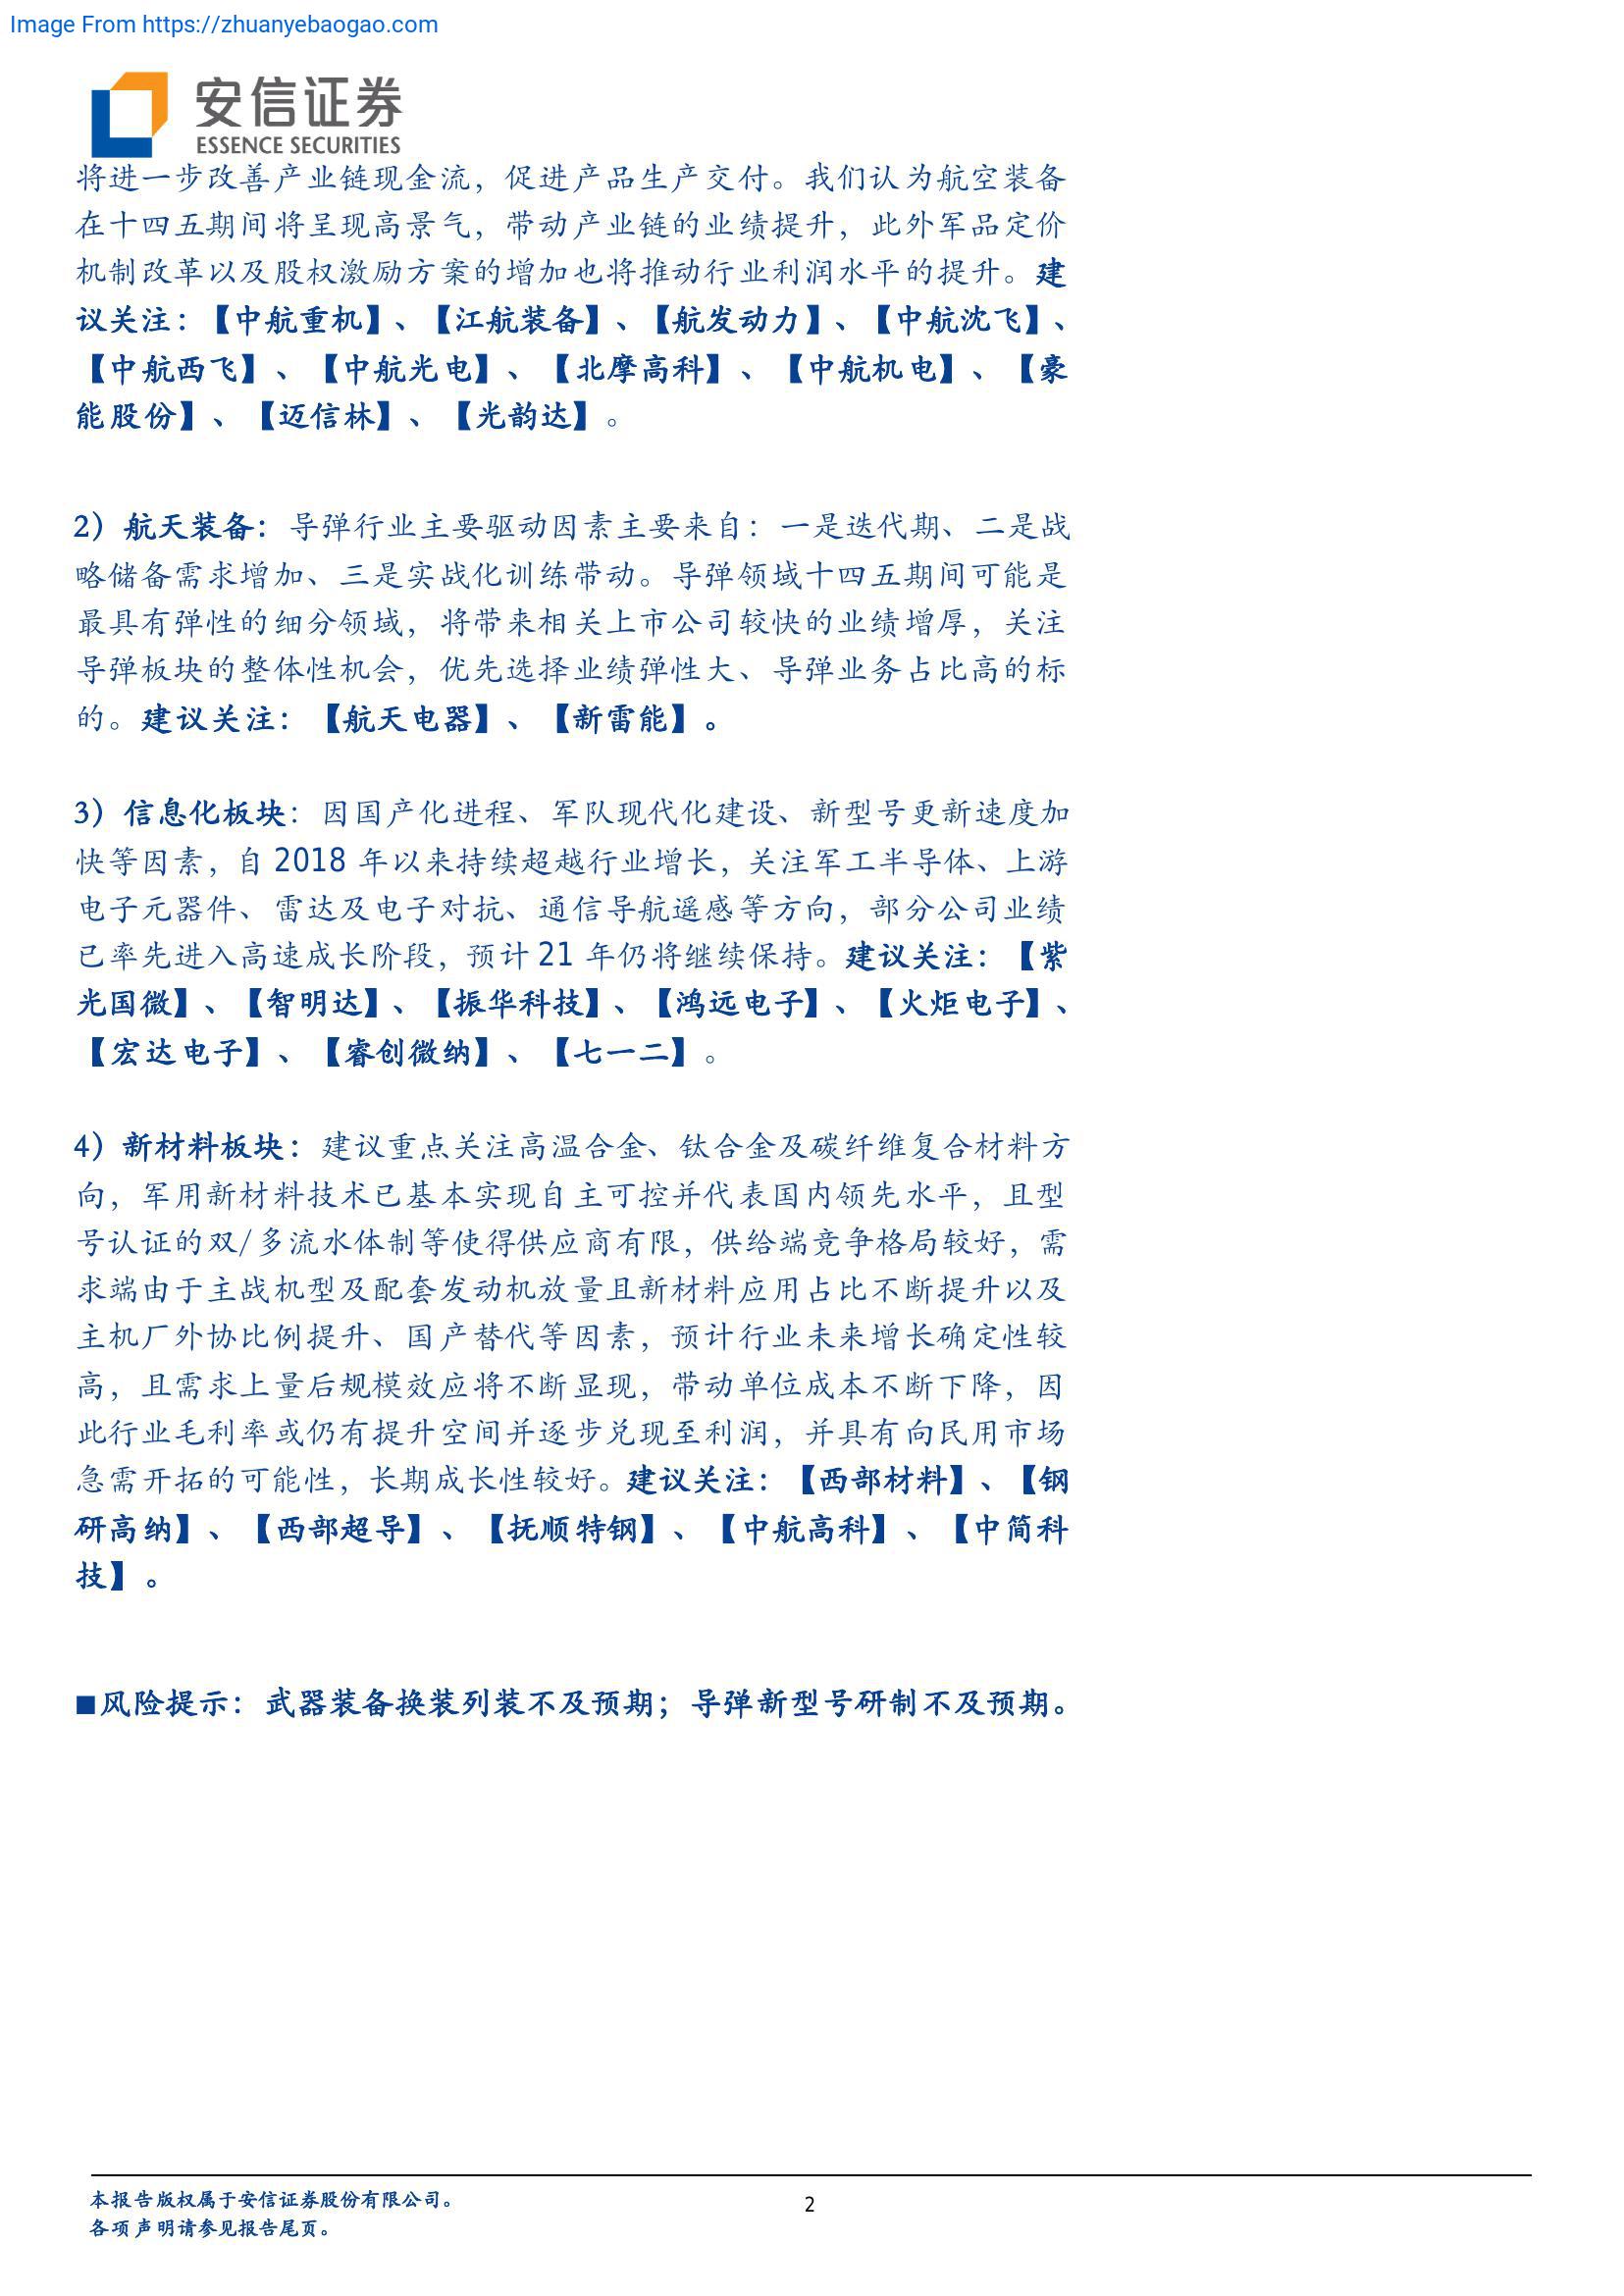 Image From https://zhuanyebaogao.com
安信证券
ESSENCE SECURITIES
将进一步改善产业链现金流，促进产品生产交付。我们认为航空装备
在十四五期间将呈现高景气，带动产业链的业绩提升，此外军品定价
机制改革以及股权激励方案的增加也将推动行业利润水平的提升。建
议关注：【中航重机】、【江航装备】、【航发动力】、【中航沈飞】、
【中航西飞】、【中航光电】、【北摩高科】、【中航机电】、【豪
能股份】、【迈信林】、【光韵达】。
2）航天装备：导弹行业主要驱动因素主要来自：一是迭代期、二是战
略储备需求增加、三是实战化训练带动。导弹领域十四五期间可能是
最具有弹性的细分领域，将带来相关上市公司较快的业绩增厚，关注
导弹板块的整体性机会，优先选择业绩弹性大、导弹业务占比高的标
的。建议关注：【航天电器】、【新雷能】。
3）信息化板块：因国产化进程、军队现代化建设、新型号更新速度加
快等因素，自 2018 年以来持续超越行业增长，关注军工半导体、上游
电子元器件、雷达及电子对抗、通信导航遥感等方向，部分公司业绩
已率先进入高速成长阶段，预计 21 年仍将继续保持。建议关注：【紫
光国微】、【智明达】、【振华科技】、【鸿远电子】、【火炬电子】、
【宏达电子】、【睿创微纳】、【七一二】。
4）新材料板块：建议重点关注高温合金、钛合金及碳纤维复合材料方
向，军用新材料技术已基本实现自主可控并代表国内领先水平，且型
号认证的双/多流水体制等使得供应商有限，供给端竞争格局较好，需
求端由于主战机型及配套发动机放量且新材料应用占比不断提升以及
主机厂外协比例提升、国产替代等因素，预计行业未来增长确定性较
高，且需求上量后规模效应将不断显现，带动单位成本不断下降，因
此行业毛利率或仍有提升空间并逐步兑现至利润，并具有向民用市场
急需开拓的可能性，长期成长性较好。建议关注：【西部材料】、【钢
研高纳】、【西部超导】、【抚顺特钢】、【中航高科】、【中简科
技】。
■风险提示：武器装备换装列装不及预期；导弹新型号研制不及预期。
本报告版权属于安信证券股份有限公司。
2
各项声明请参见报告尾页。